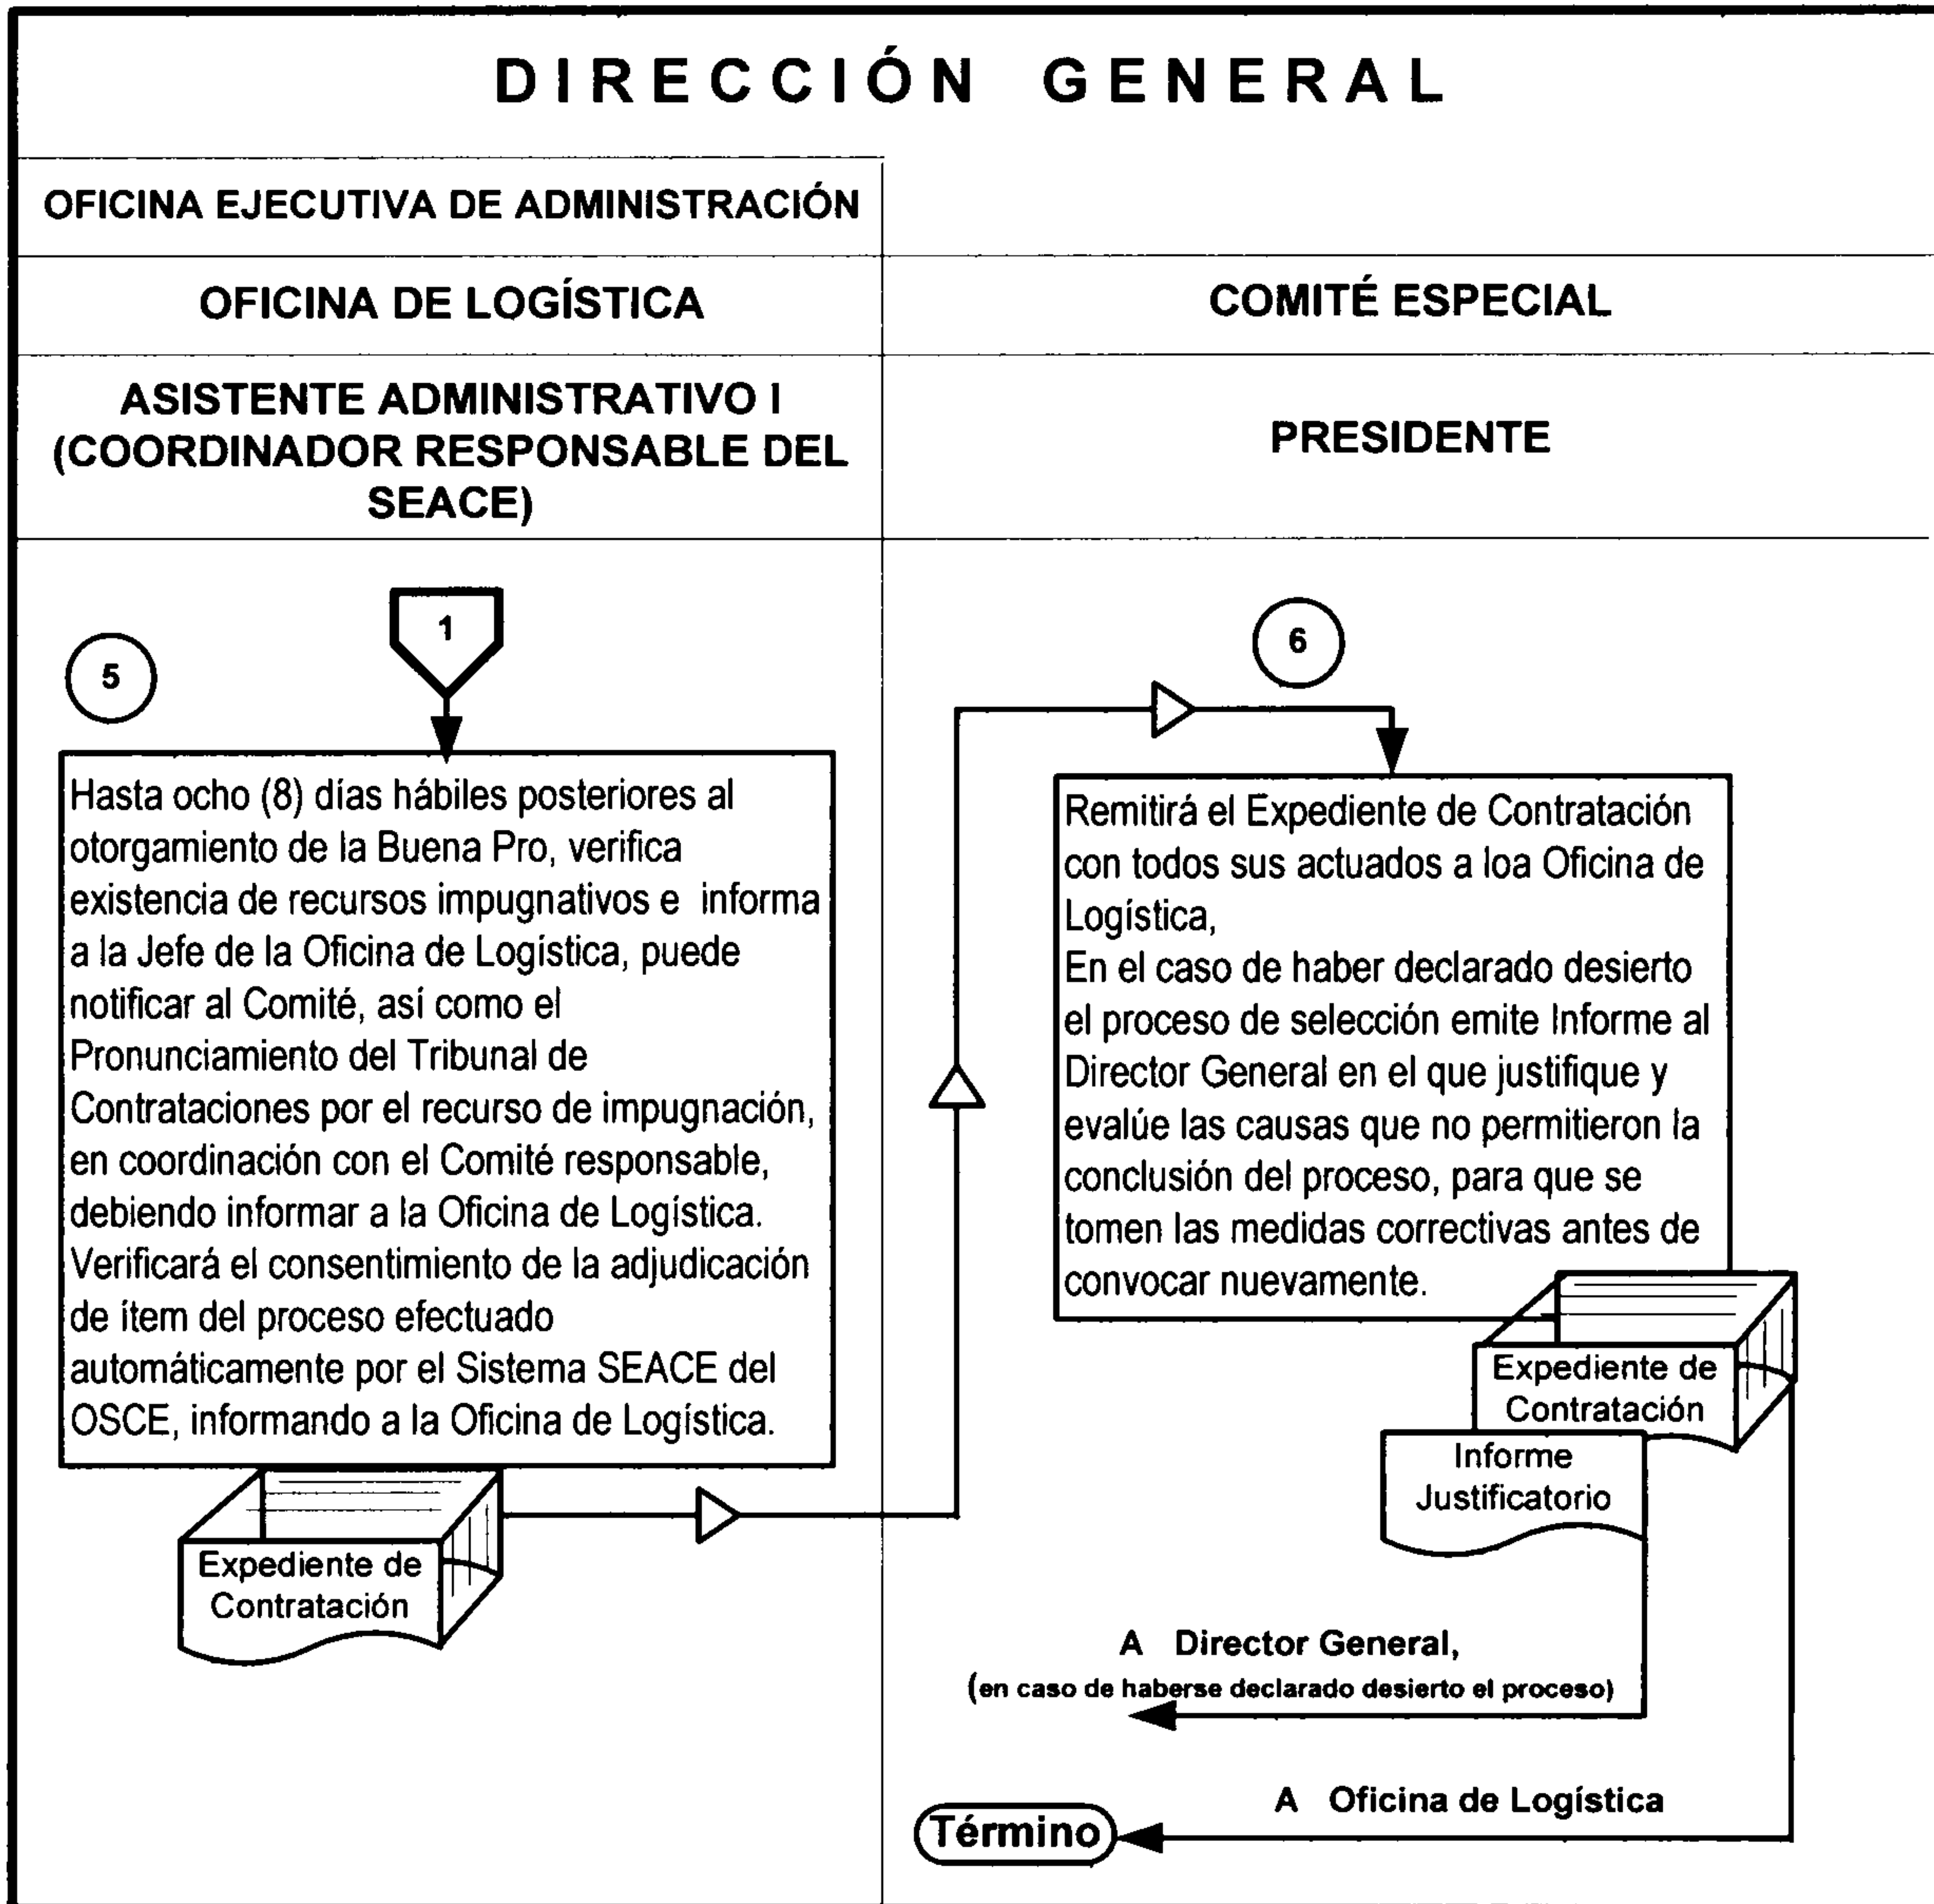 DIRECCIÓN GENERAL
OFICINA EJECUTIVA DE ADMINISTRACIÓN
OFICINA DE LOGÍSTICA
COMITÉ ESPECIAL
ASISTENTE ADMINISTRATIVO I
(COORDINADOR RESPONSABLE DEL
SEACE)
PRESIDENTE
1
5
Hasta ocho (8) días hábiles posteriores al
otorgamiento de la Buena Pro, verifica
existencia de recursos impugnativos e informa
a la Jefe de la Oficina de Logística, puede
notificar al Comité, así como el
Pronunciamiento del Tribunal de
Contrataciones por el recurso de impugnación,
en coordinación con el Comité responsable,
debiendo informar a la Oficina de Logística.
Verificará el consentimiento de la adjudicación
de ítem del proceso efectuado
automáticamente por el Sistema SEACE del
OSCE, informando a la Oficina de Logística.
Expediente de
Contratación
6
Remitirá el Expediente de Contratación
con todos sus actuados a loa Oficina de
Logística,
En el caso de haber declarado desierto
el proceso de selección emite Informe al
Director General en el que justifique y
evalúe las causas que no permitieron la
conclusión del proceso, para que se
tomen las medidas correctivas antes de
convocar nuevamente.
Expediente de
Contratación
Informe
Justificatorio
A Director General,
(en caso de haberse declarado desierto el proceso)
A Oficina de Logística
Término